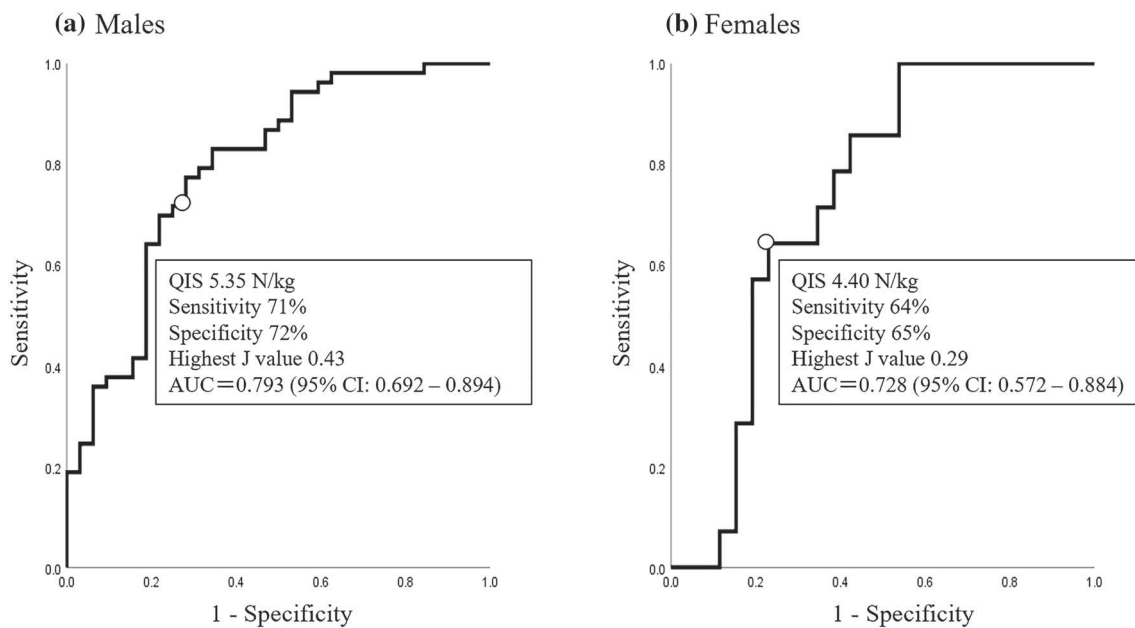 (a) Males
1.0
0.8
0.6
0.4
0.2
0.0
Sensitivity
QIS 5.35 N/kg
Sensitivity 71%
Specificity 72%
Highest J value 0.43
AUC＝0.793 (95% CI: 0.692 – 0.894)
0.0 0.2 0.4 0.6 0.8 1.0
1 - Specificity
(b) Females
1.0
0.8
0.6
0.4
0.2
0.0
Sensitivity
QIS 4.40 N/kg
Sensitivity 64%
Specificity 65%
Highest J value 0.29
AUC＝0.728 (95% CI: 0.572 – 0.884)
0.0 0.2 0.4 0.6 0.8 1.0
1 - Specificity